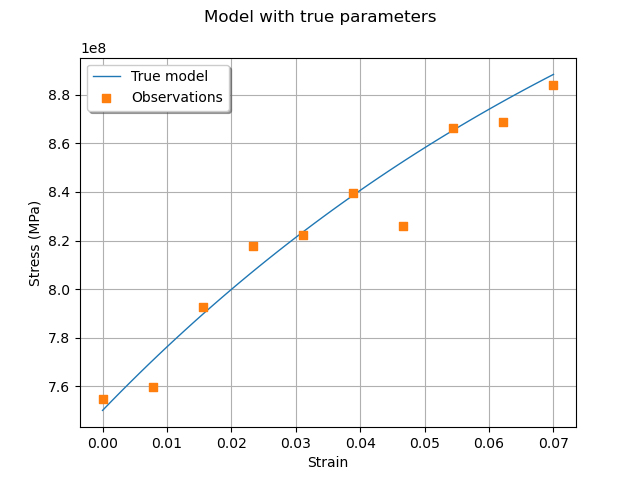 Model with true parameters
1e8
True model
Observations
8.8
8.6
8.4
8.2
8.0
7.8
7.6
Stress (MPa)
0.00 0.01 0.02 0.03 0.04 0.05 0.06 0.07
Strain